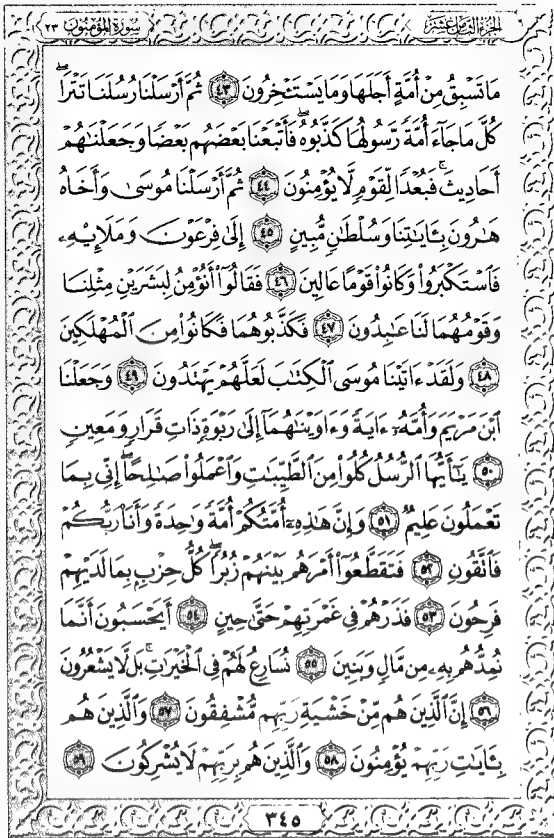 الجزء الثامن عشر
٢٣ سورة المؤمنون
مَا تَسْبِقُ مِنْ أُمَّةٍ أَجَلَهَا وَمَا يَسْتَـْٔخِرُونَ ٤٣ ثُمَّ أَرْسَلْنَا رُسُلَنَا تَتْرَا ۖ
كُلَّ مَا جَآءَ أُمَّةً رَّسُولُهَا كَذَّبُوهُ ۚ فَأَتْبَعْنَا بَعْضَهُم بَعْضًا وَجَعَلْنَٰهُمْ
أَحَادِيثَ ۚ فَبُعْدًا لِّقَوْمٍ لَّا يُؤْمِنُونَ ٤٤ ثُمَّ أَرْسَلْنَا مُوسَىٰ وَأَخَاهُ
هَٰرُونَ بِـَٔايَٰتِنَا وَسُلْطَٰنٍ مُّبِينٍ ٤٥ إِلَىٰ فِرْعَوْنَ وَمَلَإِي۟هِۦ
فَٱسْتَكْبَرُوا۟ وَكَانُوا۟ قَوْمًا عَالِينَ ٤٦ فَقَالُوٓا۟ أَنُؤْمِنُ لِبَشَرَيْنِ مِثْلِنَا
وَقَوْمُهُمَا لَنَا عَٰبِدُونَ ٤٧ فَكَذَّبُوهُمَا فَكَانُوا۟ مِنَ ٱلْمُهْلَكِينَ
٤٨ وَلَقَدْ ءَاتَيْنَا مُوسَى ٱلْكِتَٰبَ لَعَلَّهُمْ يَهْتَدُونَ ٤٩ وَجَعَلْنَا
ٱبْنَ مَرْيَمَ وَأُمَّهُۥٓ ءَايَةً وَءَاوَيْنَٰهُمَآ إِلَىٰ رَبْوَةٍ ذَاتِ قَرَارٍ وَمَعِينٍ
٥٠ يَٰٓأَيُّهَا ٱلرُّسُلُ كُلُوا۟ مِنَ ٱلطَّيِّبَٰتِ وَٱعْمَلُوا۟ صَٰلِحًا ۖ إِنِّى بِمَا
تَعْمَلُونَ عَلِيمٌ ٥١ وَإِنَّ هَٰذِهِۦٓ أُمَّتُكُمْ أُمَّةً وَٰحِدَةً وَأَنَا۠ رَبُّكُمْ
فَٱتَّقُونِ ٥٢ فَتَقَطَّعُوٓا۟ أَمْرَهُم بَيْنَهُمْ زُبُرًا ۖ كُلُّ حِزْبٍۭ بِمَا لَدَيْهِمْ
فَرِحُونَ ٥٣ فَذَرْهُمْ فِى غَمْرَتِهِمْ حَتَّىٰ حِينٍ ٥٤ أَيَحْسَبُونَ أَنَّمَا
نُمِدُّهُم بِهِۦ مِن مَّالٍ وَبَنِينَ ٥٥ نُسَارِعُ لَهُمْ فِى ٱلْخَيْرَٰتِ ۚ بَل لَّا يَشْعُرُونَ
٥٦ إِنَّ ٱلَّذِينَ هُم مِّنْ خَشْيَةِ رَبِّهِم مُّشْفِقُونَ ٥٧ وَٱلَّذِينَ هُم
بِـَٔايَٰتِ رَبِّهِمْ يُؤْمِنُونَ ٥٨ وَٱلَّذِينَ هُم بِرَبِّهِمْ لَا يُشْرِكُونَ ٥٩
٣٤٥